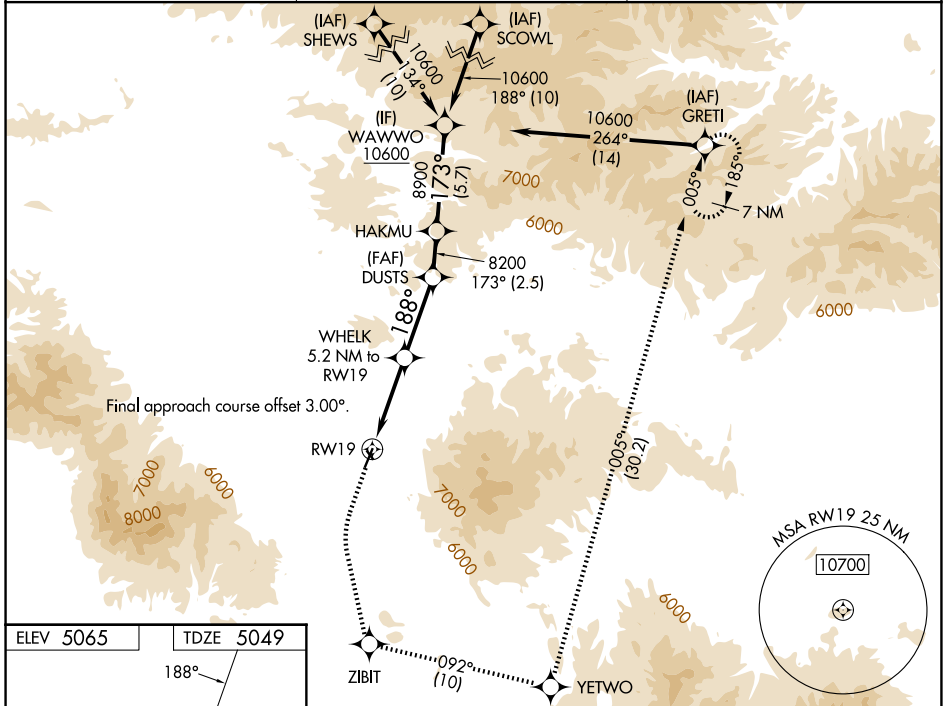 (IAF)
SHEWS
(IAF)
SCOWL
10600
134°
(10)
10600
188° (10)
(IF)
WAWWO
10600
(IAF)
GRETI
10600
264°
(14)
8900
173°
(5.7)
7000
005°
185°
7 NM
6000
HAKMU
(FAF)
DUSTS
8200
173° (2.5)
6000
188°
WHELK
5.2 NM to
RW19
Final approach course offset 3.00°.
RW19
005°
(30.2)
7000
6000
8000
7000
6000
MSA RW19 25 NM
10700
6000
ELEV 5065
TDZE 5049
188°
ZIBIT
092°
(10)
YETWO